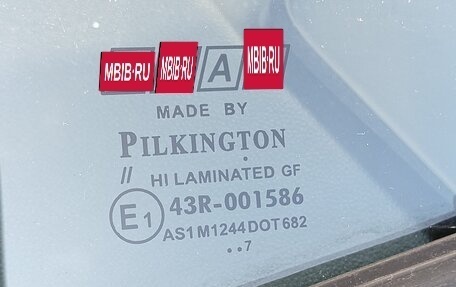 MBIB·RU MBIB·RU A MBIB·RU
MADE BY
PILKINGTON
// HI LAMINATED GF
E1 43R-001586
AS1 M1244 DOT 682
..7